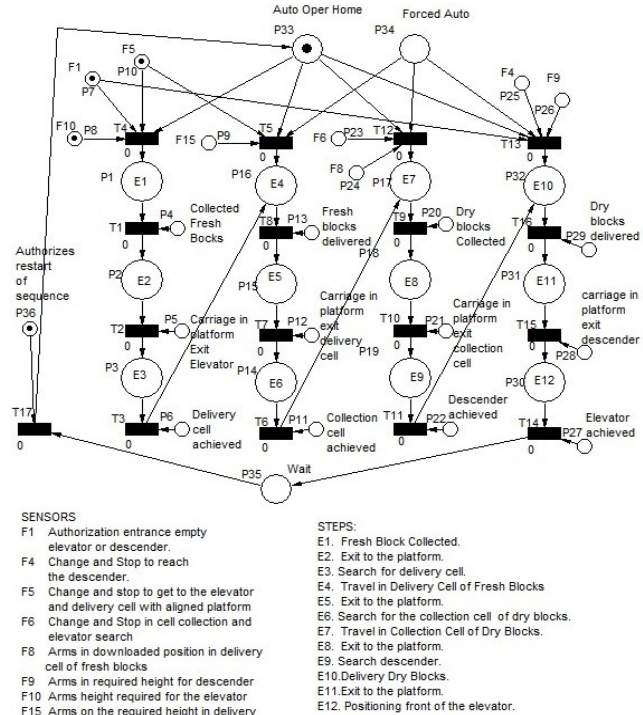 Auto Oper Home
Forced Auto
P33
P34
F5
P10
F1
P7
F4
P25
F9
P26
F10 P8
T4
0
F15 P9
T5
0
F6 P23
T12
0
F8
P24
T13
0
P1
E1
P16
E4
P17
E7
P32
E10
T1
0
P4
Collected
Fresh
Bocks
T8
0
P13
Fresh
blocks
delivered
T9
0
P20
Dry
blocks
Collected
T16
0
P29
Dry
blocks
delivered
P18
Authorizes
restart
of
sequence
P36
P2
E2
P15
E5
E8
P31
E11
T2
0
P5
Carriage in
platform
Exit
Elevator
T7
0
P12
Carriage in
platform
exit
delivery
cell
T10
0
P21
Carriage in
platform
exit
collection
cell
T15
0
P28
carriage in
platform
exit
descender
P3
E3
P14
E6
P19
E9
P30
E12
T17
0
T3
0
P6
Delivery
cell
achieved
T6
0
P11
Collection
cell
achieved
T11
0
P22
Descender
achieved
T14
0
P27
Elevator
achieved
P35
Wait
SENSORS
F1 Authorization entrance empty
elevator or descender.
F4 Change and Stop to reach
the descender.
F5 Change and stop to get to the elevator
and delivery cell with aligned platform
F6 Change and Stop in cell collection and
elevator search
F8 Arms in downloaded position in delivery
cell of fresh blocks
F9 Arms in required height for descender
F10 Arms height required for the elevator
F15 Arms on the required height in delivery
STEPS:
E1. Fresh Block Collected.
E2. Exit to the platform.
E3. Search for delivery cell.
E4. Travel in Delivery Cell of Fresh Blocks
E5. Exit to the platform.
E6. Search for the collection cell of dry blocks.
E7. Travel in Collection Cell of Dry Blocks.
E8. Exit to the platform.
E9. Search descender.
E10.Delivery Dry Blocks.
E11.Exit to the platform.
E12. Positioning front of the elevator.